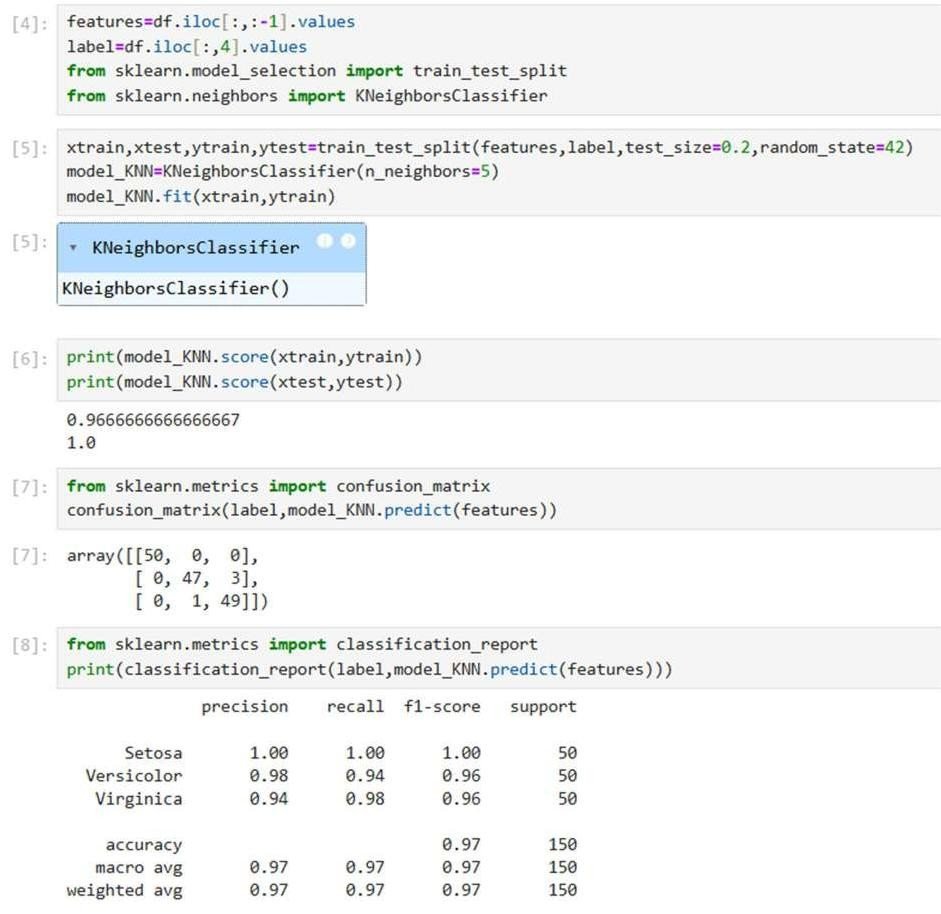 [4]: features=df.iloc[:,:-1].values
label=df.iloc[:,4].values
from sklearn.model_selection import train_test_split
from sklearn.neighbors import KNeighborsClassifier
[5]: xtrain,xtest,ytrain,ytest=train_test_split(features,label,test_size=0.2,random_state=42)
model_KNN=KNeighborsClassifier(n_neighbors=5)
model_KNN.fit(xtrain,ytrain)
[5]: ▾ KNeighborsClassifier i ?
KNeighborsClassifier()
[6]: print(model_KNN.score(xtrain,ytrain))
print(model_KNN.score(xtest,ytest))
0.9666666666666667
1.0
[7]: from sklearn.metrics import confusion_matrix
confusion_matrix(label,model_KNN.predict(features))
[7]: array([[50,  0,  0],
[ 0, 47,  3],
[ 0,  1, 49]])
[8]: from sklearn.metrics import classification_report
print(classification_report(label,model_KNN.predict(features)))
precision recall f1-score support
Setosa 1.00 1.00 1.00 50
Versicolor 0.98 0.94 0.96 50
Virginica 0.94 0.98 0.96 50
accuracy 0.97 150
macro avg 0.97 0.97 0.97 150
weighted avg 0.97 0.97 0.97 150